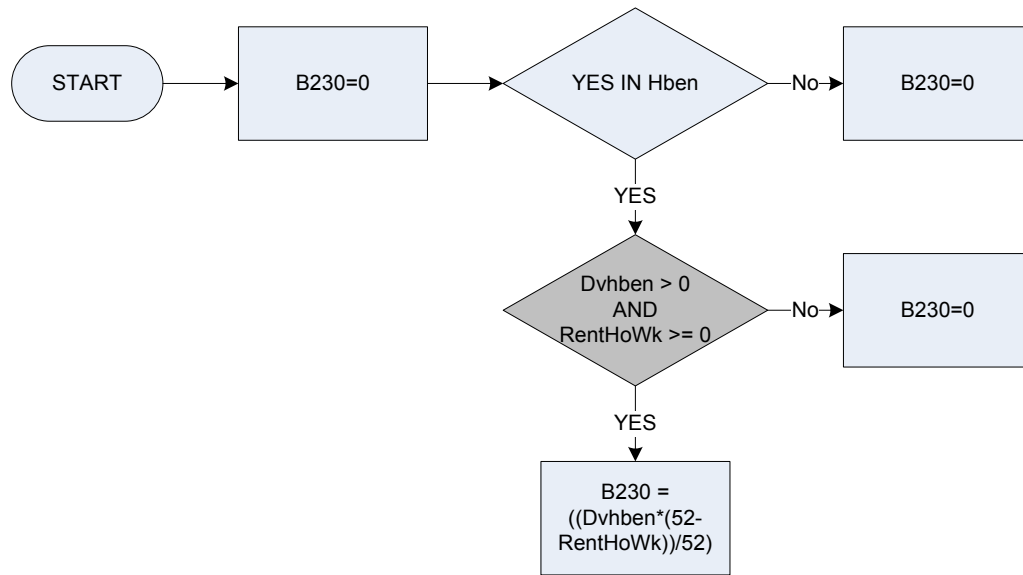 START
B230=0
YES IN Hben
No
B230=0
YES
Dvhben > 0
AND
RentHoWk >= 0
No
B230=0
YES
B230 =
((Dvhben*(52-
RentHoWk))/52)